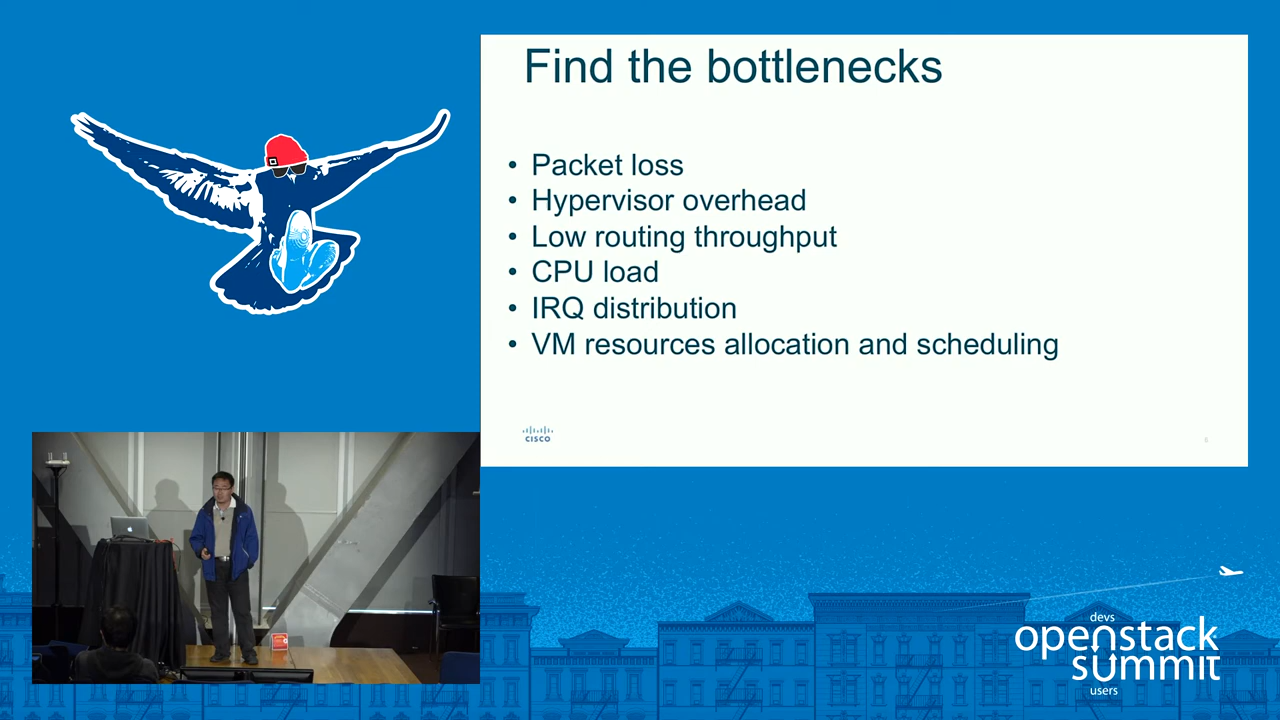 Find the bottlenecks
• Packet loss
• Hypervisor overhead
• Low routing throughput
• CPU load
• IRQ distribution
• VM resources allocation and scheduling
CISCO
devs
openstack
summit
users